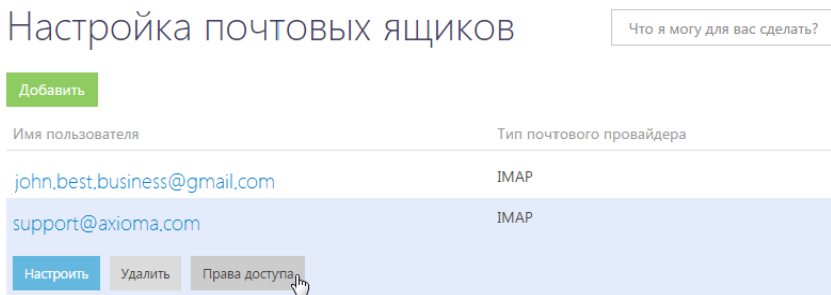 Настройка почтовых ящиков
Что я могу для вас сделать?
Добавить
Имя пользователя Тип почтового провайдера
john.best.business@gmail.com IMAP
support@axioma.com IMAP
Настроить Удалить Права доступа